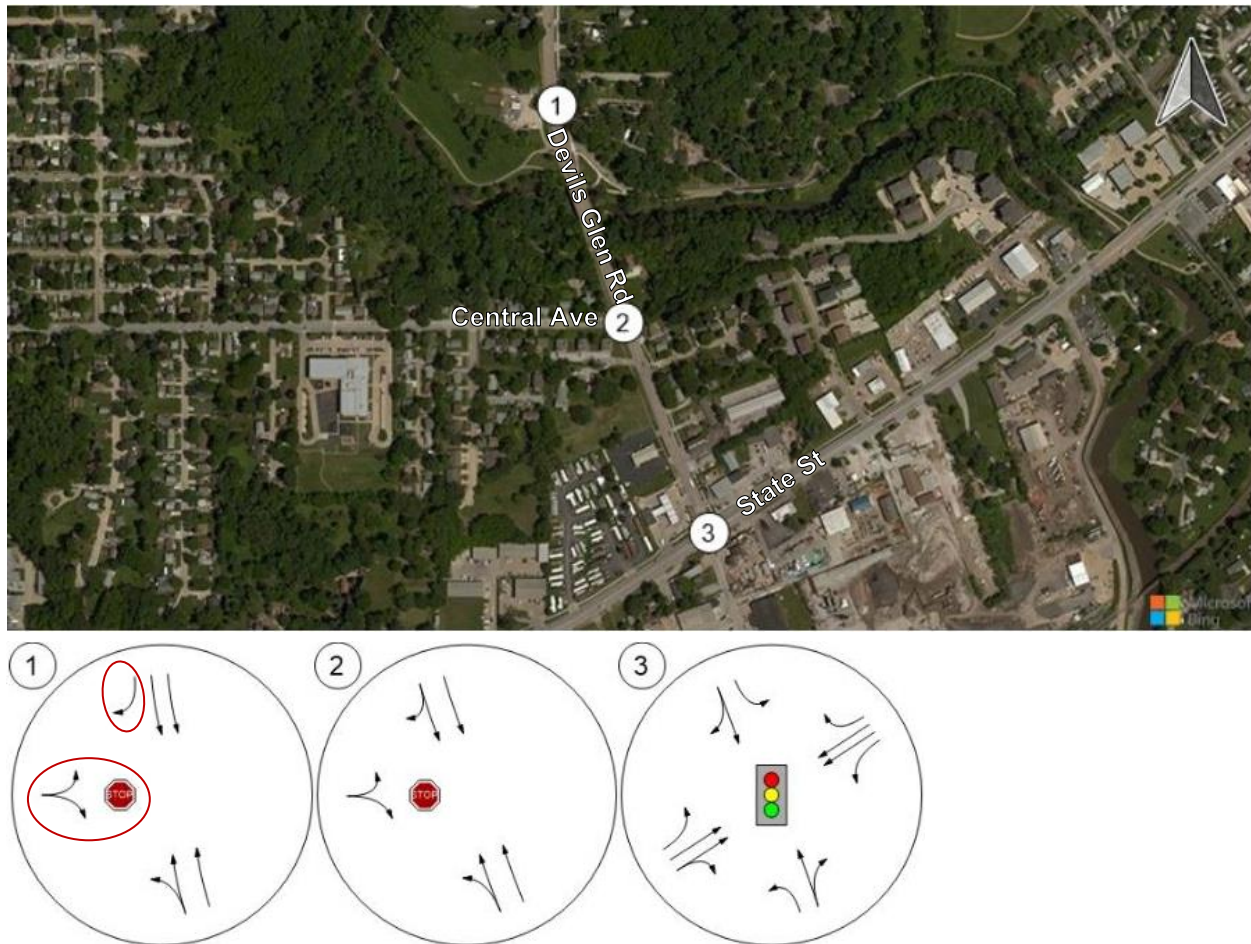 1
Devils Glen Rd
Central Ave 2
State St
3
Microsoft
Bing
1
2
3
STOP
STOP